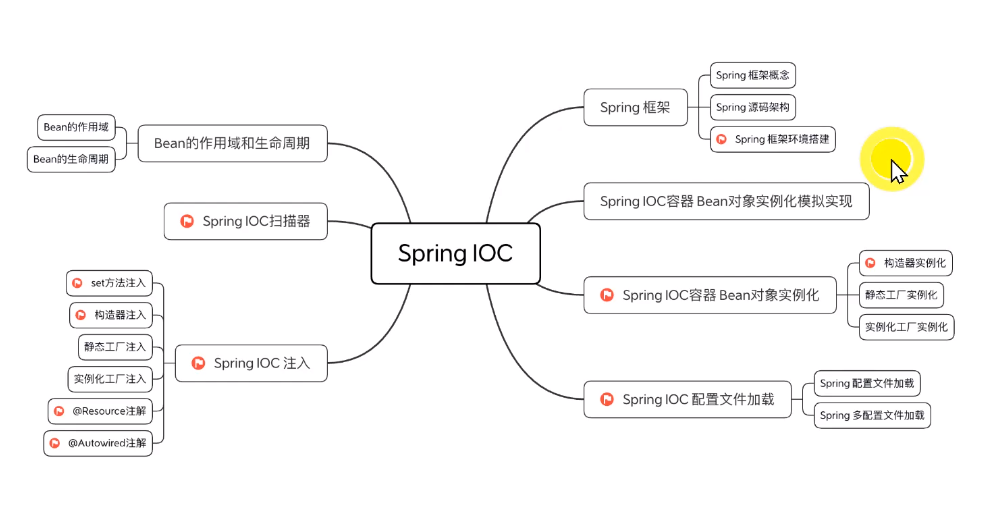 Spring IOC
Spring 框架
Spring 框架概念
Spring 源码架构
Spring 框架环境搭建
Spring IOC容器 Bean对象实例化模拟实现
Spring IOC容器 Bean对象实例化
构造器实例化
静态工厂实例化
实例化工厂实例化
Spring IOC 配置文件加载
Spring 配置文件加载
Spring 多配置文件加载
Bean的作用域和生命周期
Bean的作用域
Bean的生命周期
Spring IOC扫描器
Spring IOC 注入
set方法注入
构造器注入
静态工厂注入
实例化工厂注入
@Resource注解
@Autowired注解